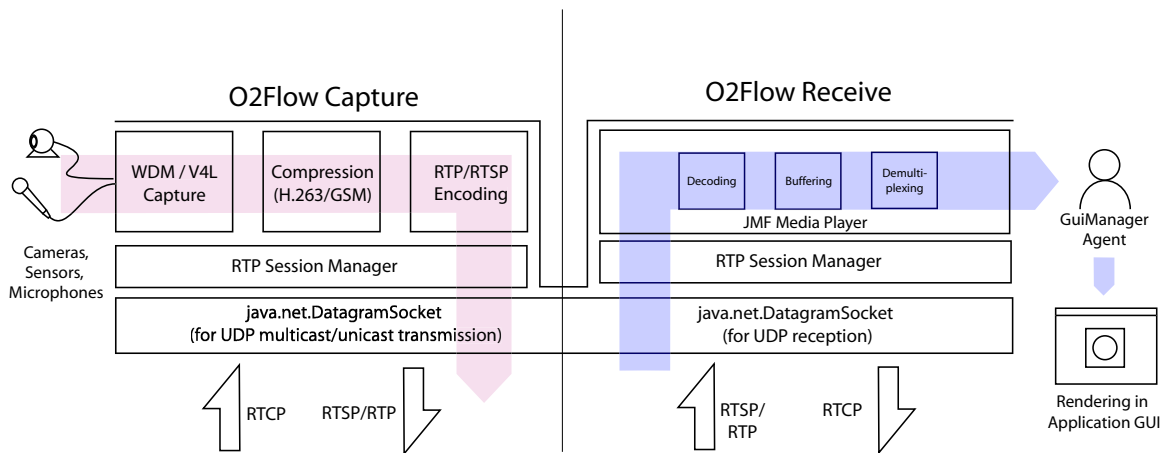 O2Flow Capture
WDM / V4L
Capture
Compression
(H.263/GSM)
RTP/RTSP
Encoding
Cameras,
Sensors,
Microphones
RTP Session Manager
java.net.DatagramSocket
(for UDP multicast/unicast transmission)
RTCP
RTSP/RTP
O2Flow Receive
Decoding
Buffering
Demulti-
plexing
JMF Media Player
RTP Session Manager
java.net.DatagramSocket
(for UDP reception)
RTSP/
RTP
RTCP
GuiManager
Agent
Rendering in
Application GUI